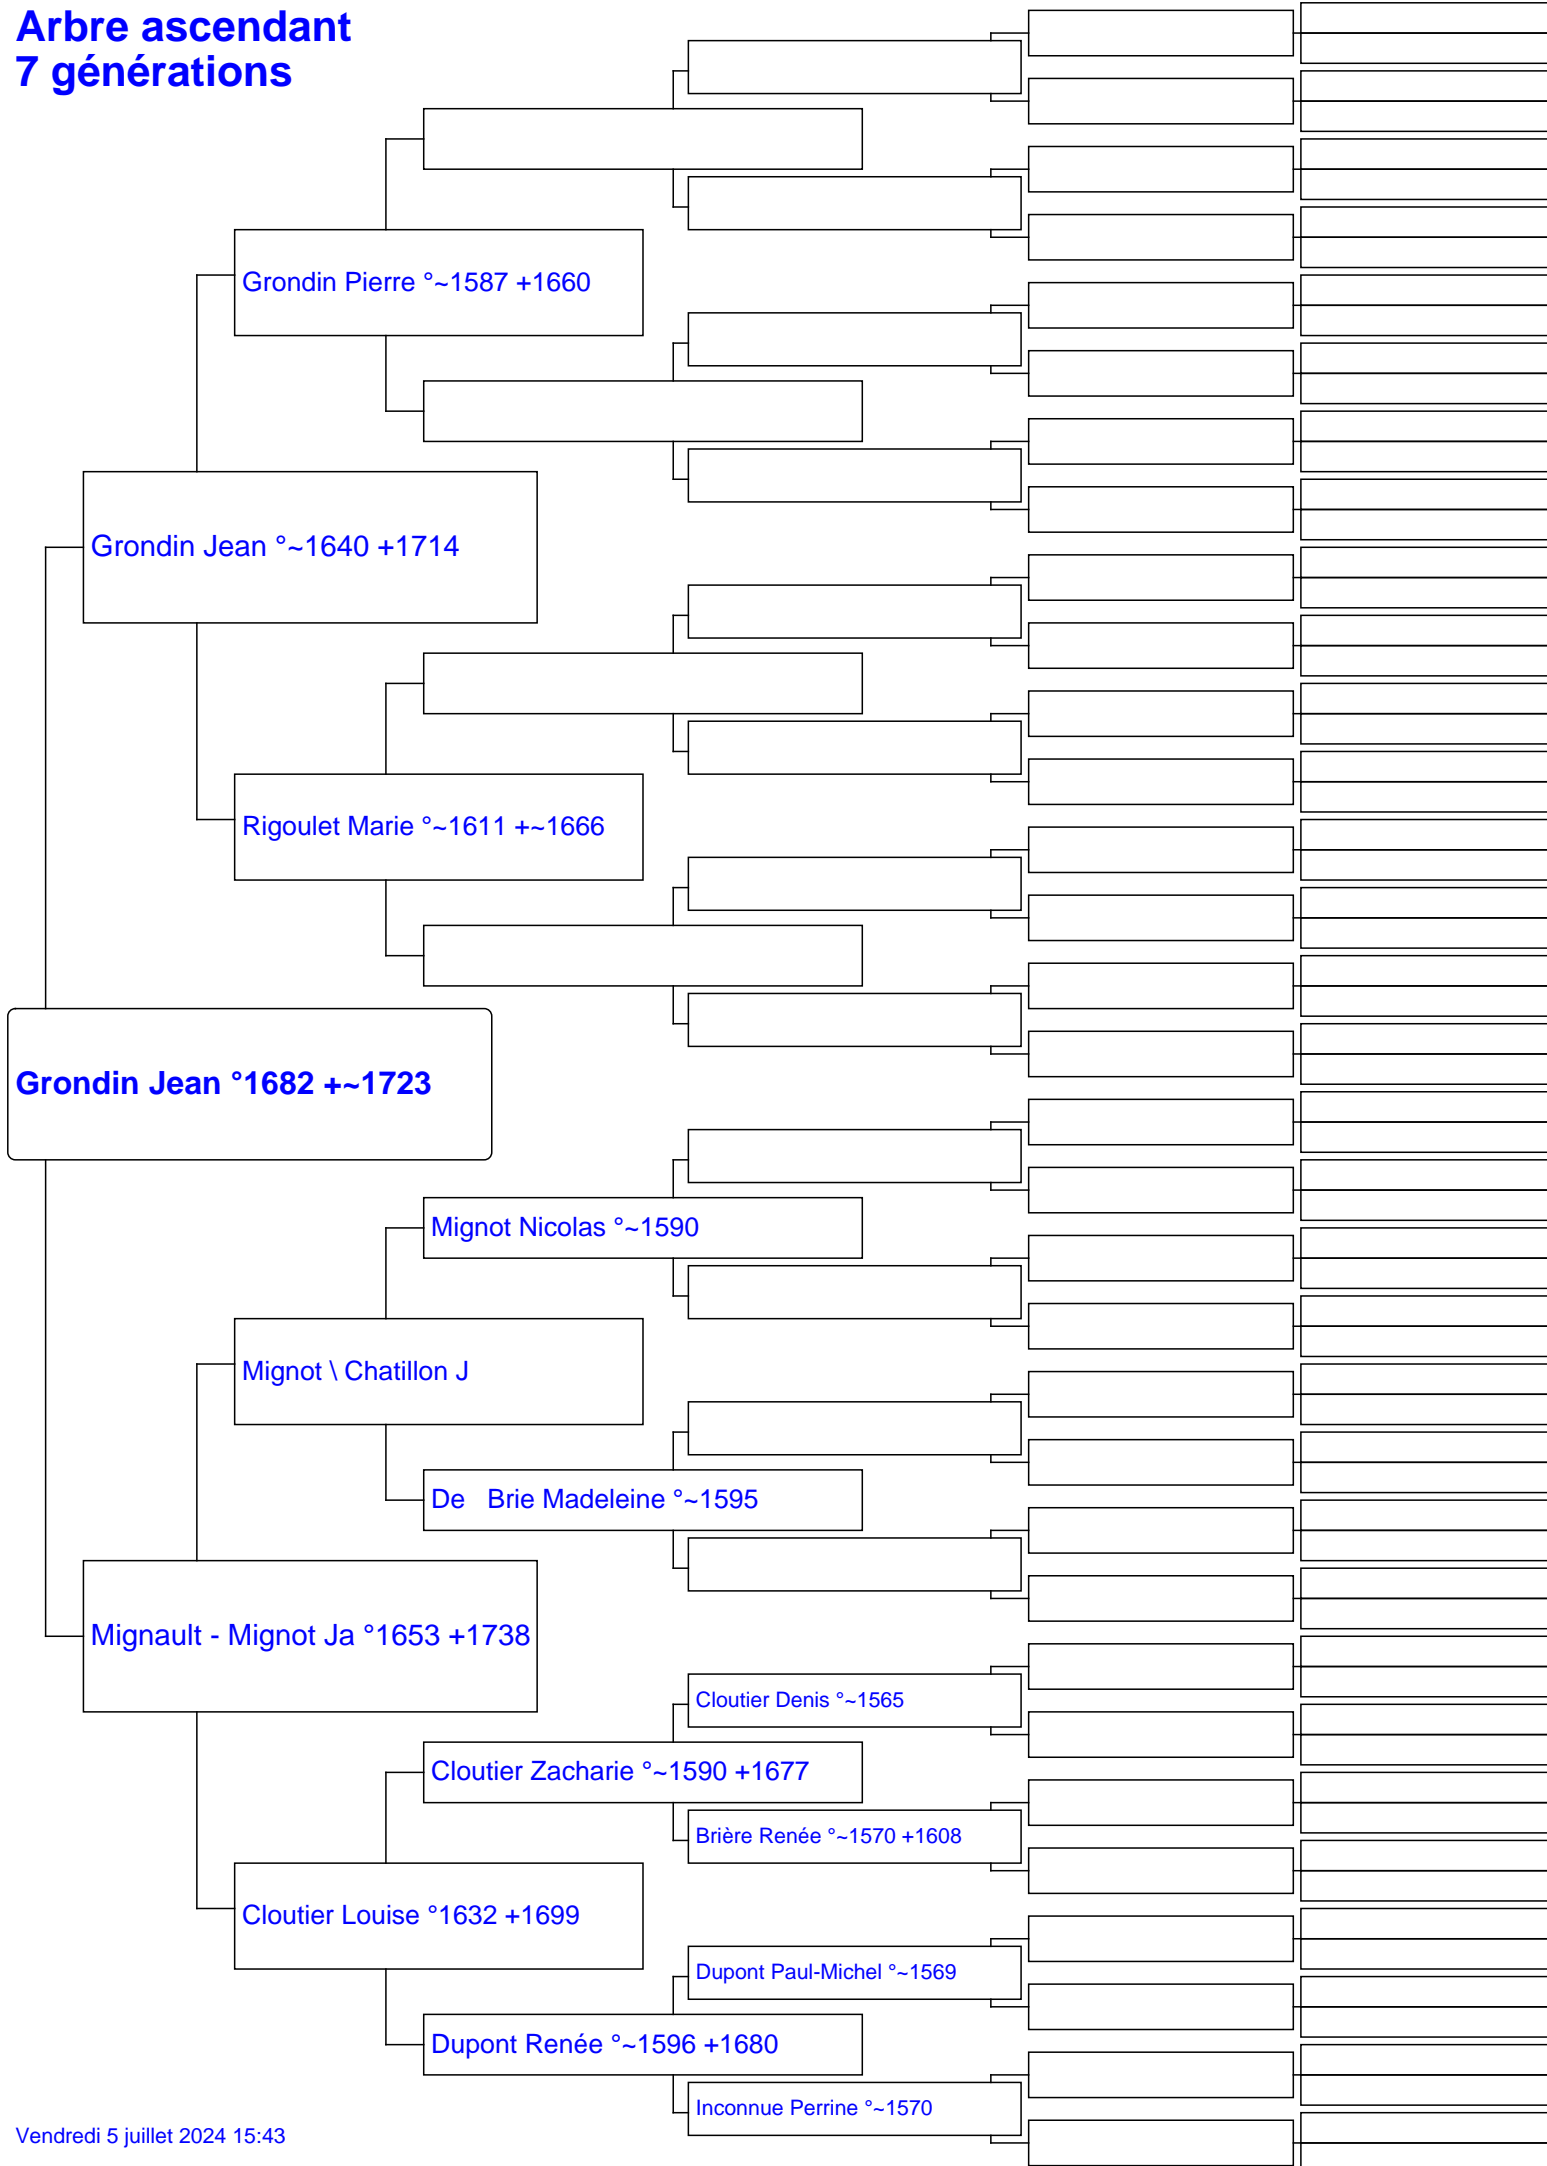 Arbre ascendant
7 générations
Grondin Pierre °~1587 +1660
Grondin Jean °~1640 +1714
Rigoulet Marie °~1611 +~1666
Grondin Jean °1682 +~1723
Mignot Nicolas °~1590
Mignot \ Chatillon J
De   Brie Madeleine °~1595
Mignault - Mignot Ja °1653 +1738
Cloutier Denis °~1565
Cloutier Zacharie °~1590 +1677
Brière Renée °~1570 +1608
Cloutier Louise °1632 +1699
Dupont Paul-Michel °~1569
Dupont Renée °~1596 +1680
Inconnue Perrine °~1570
Vendredi 5 juillet 2024 15:43